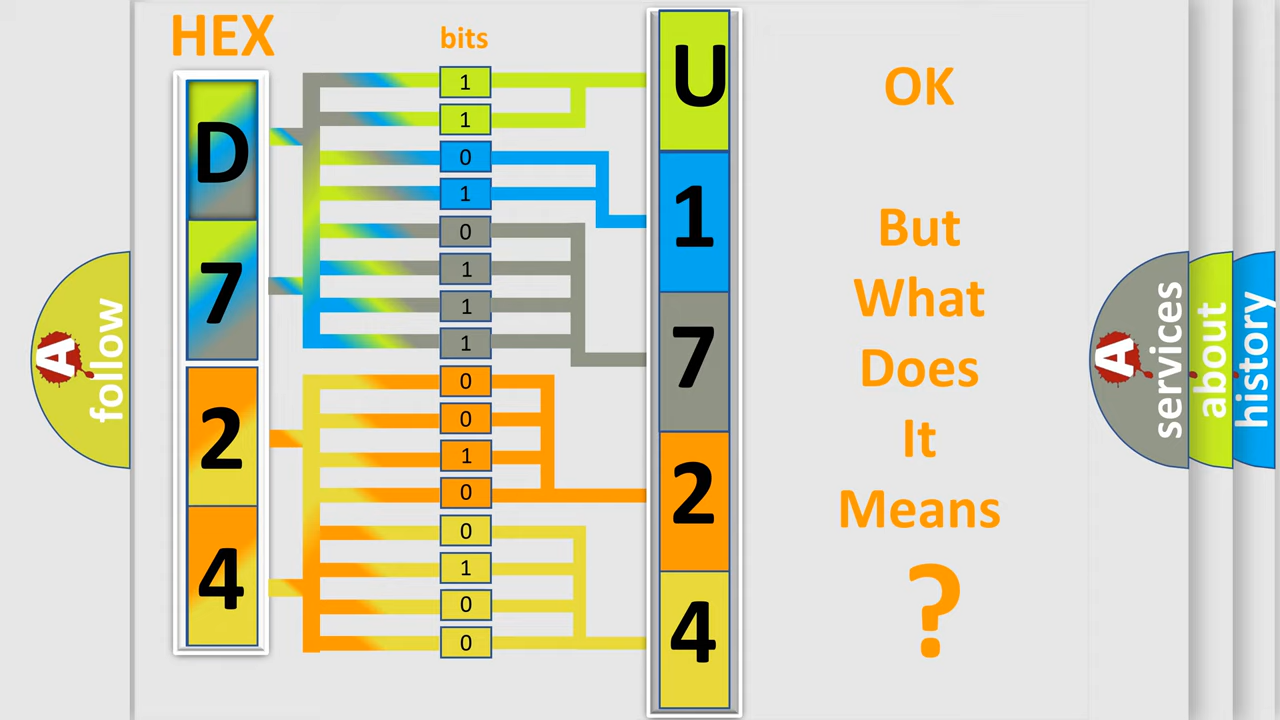 HEX
bits
D
7
2
4
1
1
0
1
0
1
1
1
0
0
1
0
0
1
0
0
U
1
7
2
4
OK
But
What
Does
It
Means
?
A
follow
A
services
about
history